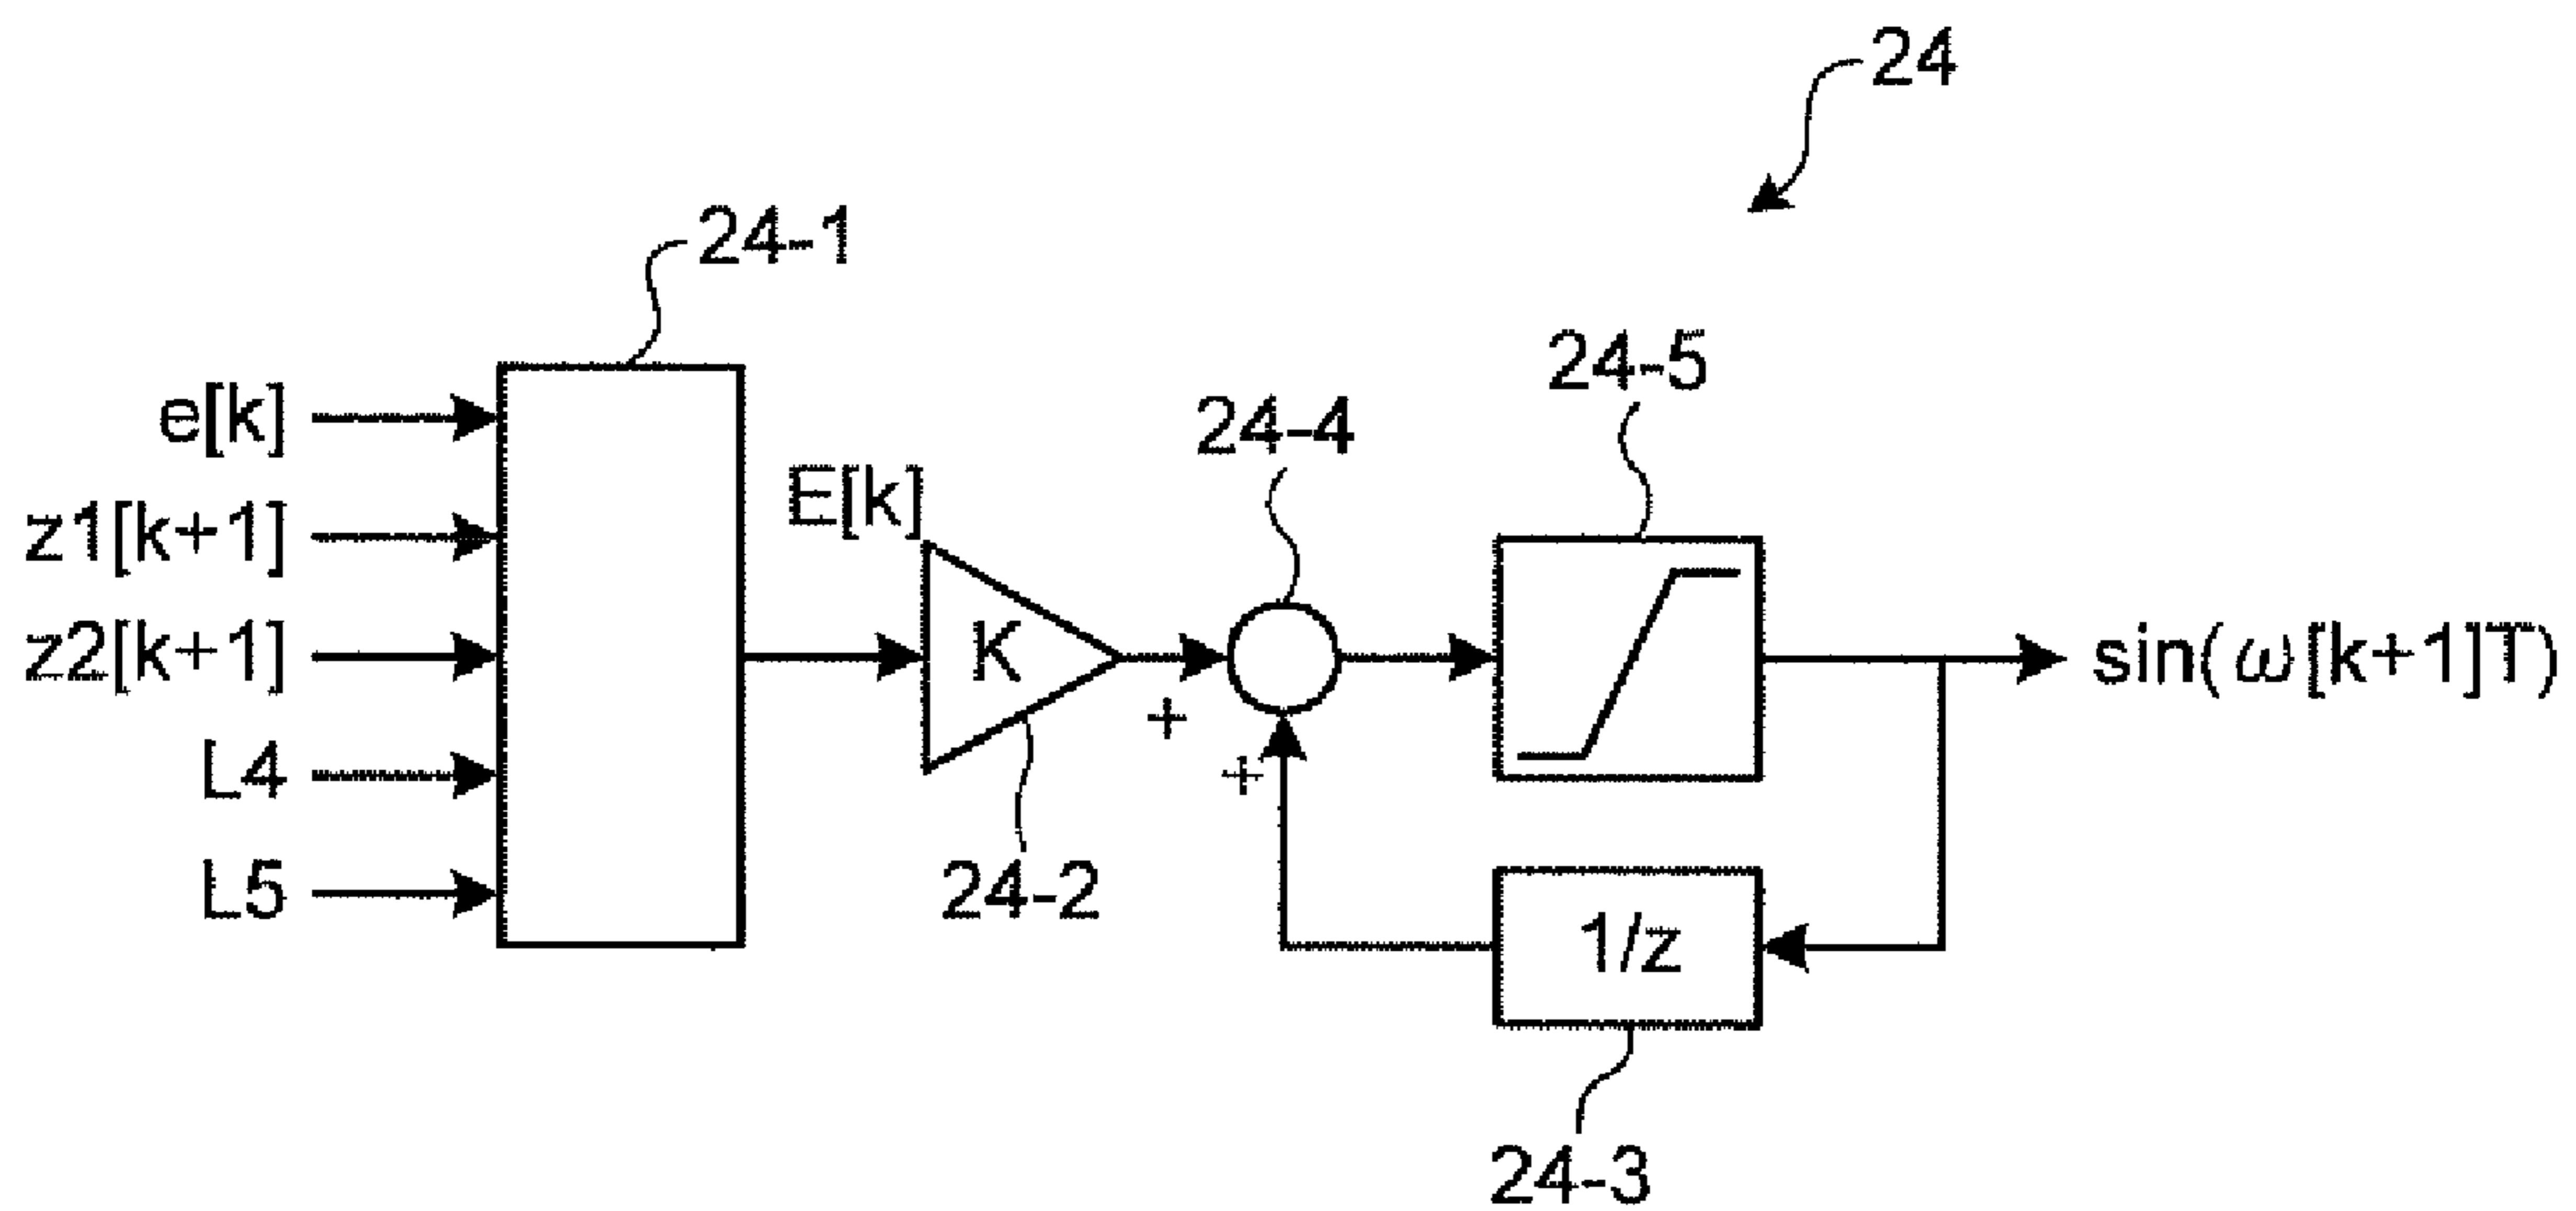 24
24-1
24-5
24-4
e[k]
E[k]
z1[k+1]
z2[k+1]
K
sin(ω[k+1]T)
+
+
L4
L5
24-2
1/z
24-3